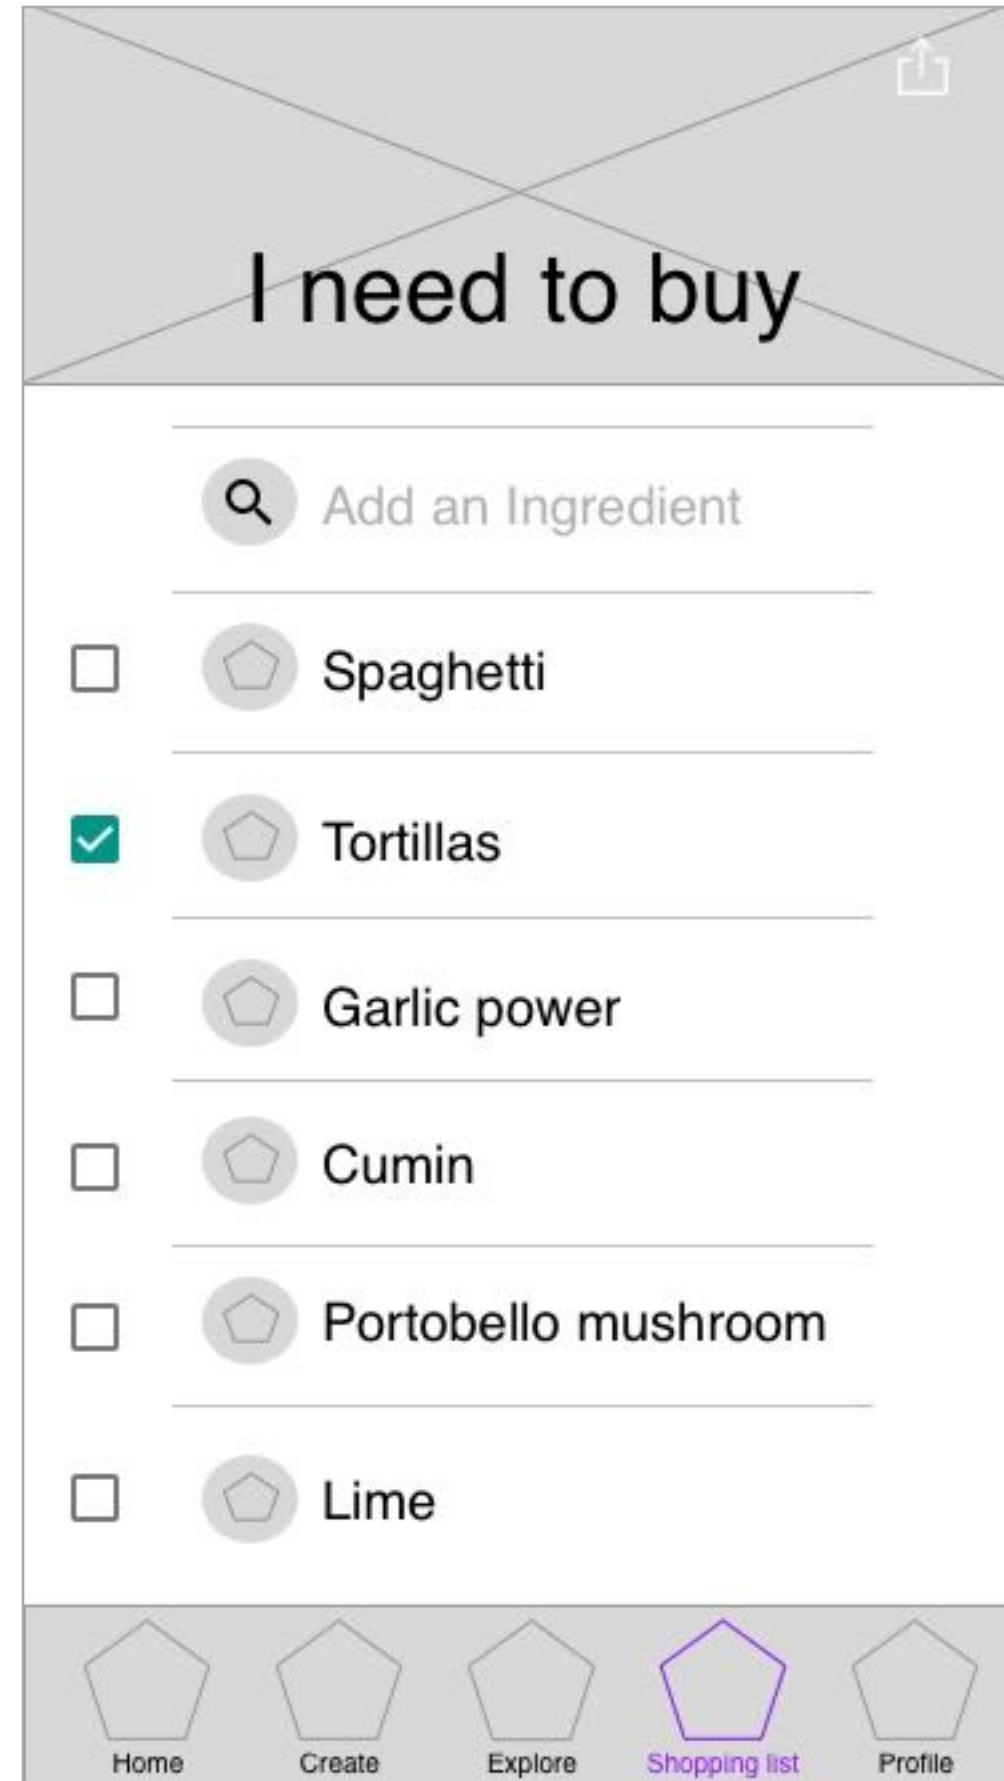 I need to buy
Add an Ingredient
Spaghetti
Tortillas
Garlic power
Cumin
Portobello mushroom
Lime
Home
Create
Explore
Shopping list
Profile